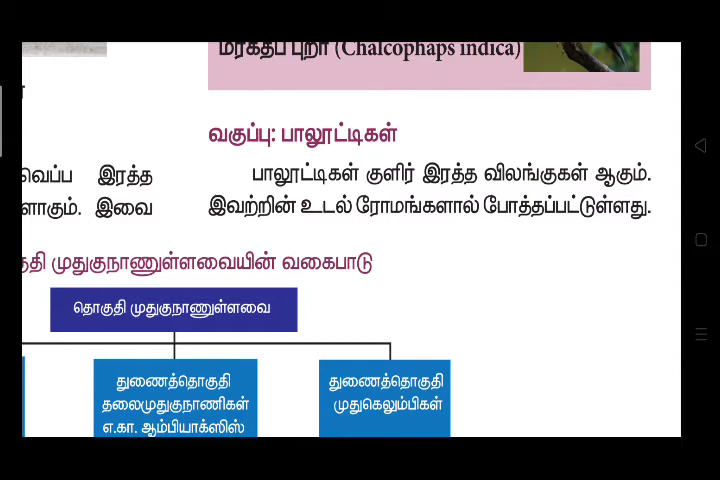 மரகதப் புறா (Chalcophaps indica)
வகுப்பு: பாலூட்டிகள்
பாலூட்டிகள் குளிர் இரத்த விலங்குகள் ஆகும்.
இவற்றின் உடல் ரோமங்களால் போத்தப்பட்டுள்ளது.
இரத்த
இவை
முதுகுநாணுள்ளவையின் வகைபாடு
தொகுதி முதுகுநாணுள்ளவை
துணைத்தொகுதி
தலைமுதுகுநாணிகள்
எ.கா. ஆம்பியாக்ஸிஸ்
துணைத்தொகுதி
முதுகெலும்பிகள்